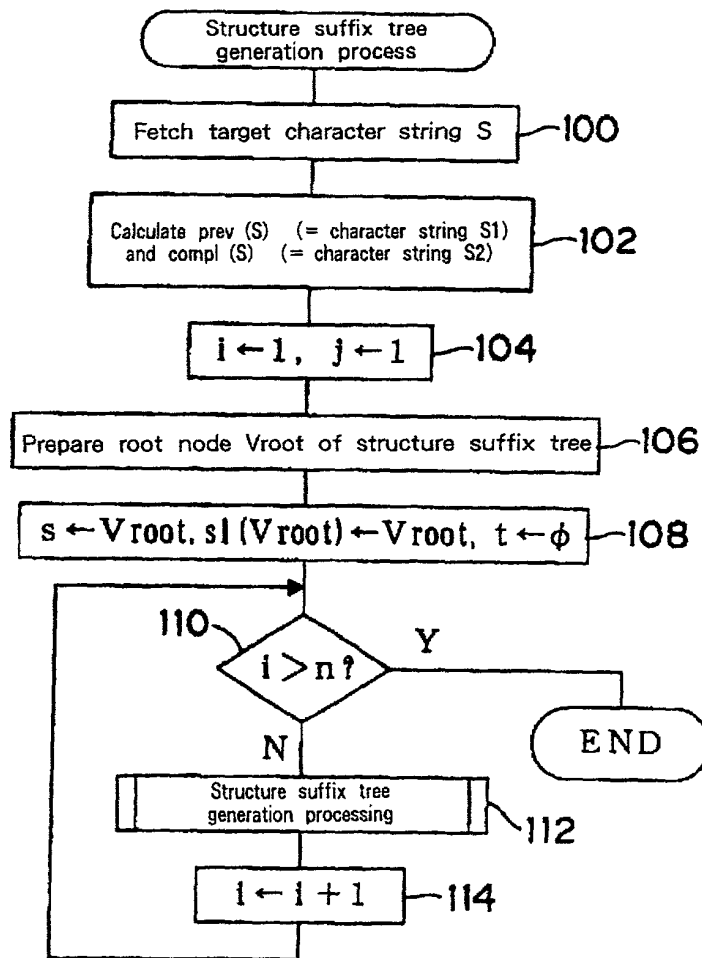 Structure suffix tree
generation process
Fetch target character string S
100
Calculate prev (S) (= character string S1)
and compl (S) (= character string S2)
102
i ← 1, j ← 1
104
Prepare root node Vroot of structure suffix tree
106
s ← Vroot, sl (Vroot) ← Vroot, t ← ϕ
108
110
i > n?
Y
N
END
Structure suffix tree
generation processing
112
i ← i + 1
114